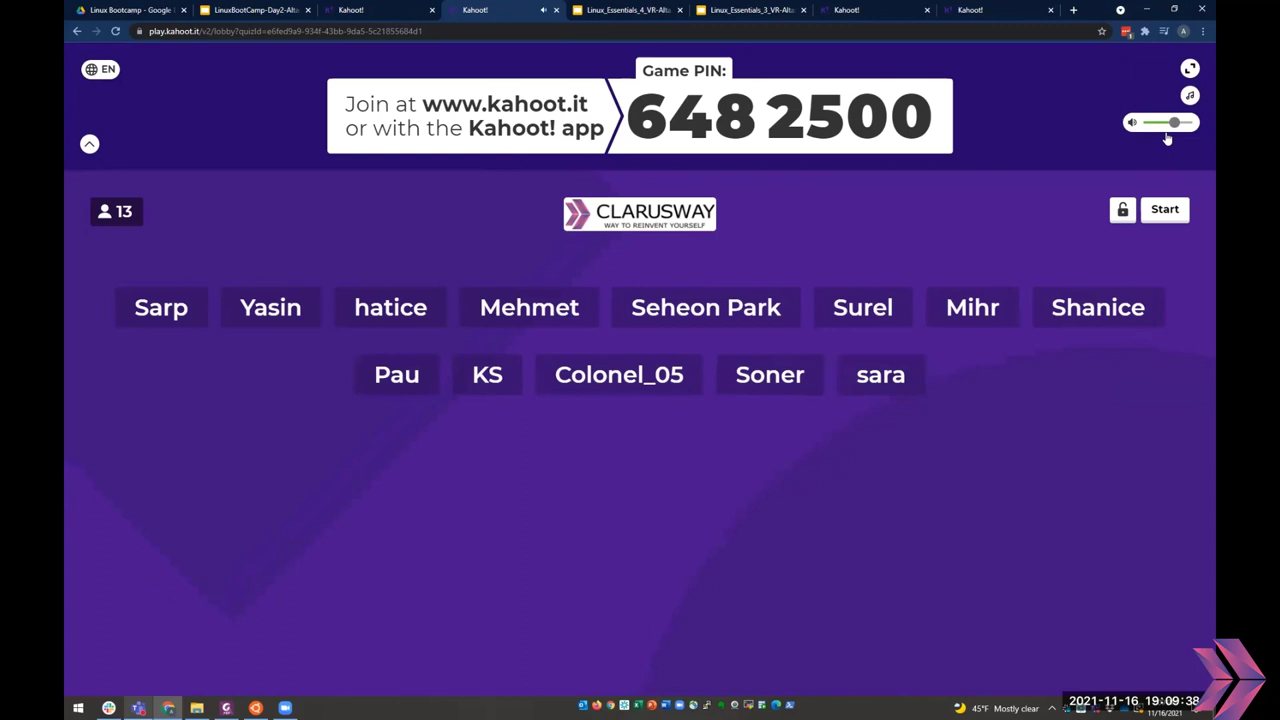 Linux Bootcamp - Google
LinuxBootCamp-Day2-Alta
Kahoot!
Kahoot!
Linux_Essentials_4_VR-Alta
Linux_Essentials_3_VR-Alta
Kahoot!
Kahoot!
play.kahoot.it/v2/lobby?quizId=e6fed9a9-934f-43bb-9da5-5c21855684d1
EN
Game PIN:
Join at www.kahoot.it
or with the Kahoot! app
648 2500
13
CLARUSWAY
WAY TO REINVENT YOURSELF
Start
Sarp
Yasin
hatice
Mehmet
Seheon Park
Surel
Mihr
Shanice
Pau
KS
Colonel_05
Soner
sara
45°F Mostly clear
2021-11-16 19:09:38
11/16/2021